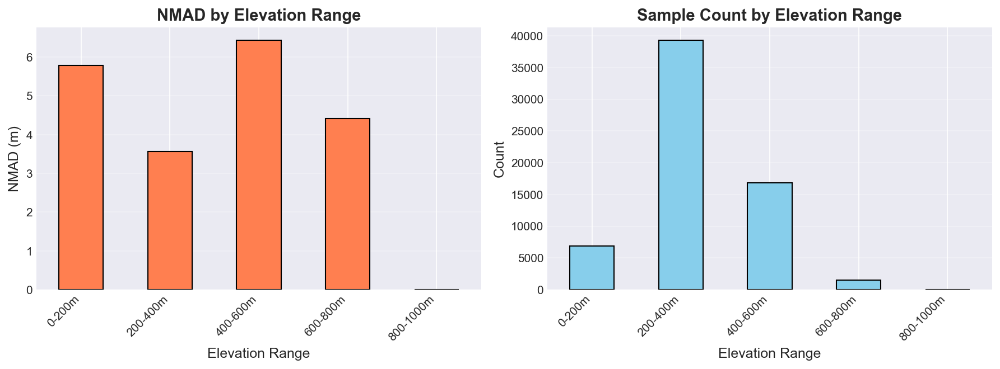 NMAD by Elevation Range
NMAD (m)
6
5
4
3
2
1
0
0-200m
200-400m
400-600m
600-800m
800-1000m
Elevation Range
Sample Count by Elevation Range
Count
40000
35000
30000
25000
20000
15000
10000
5000
0
0-200m
200-400m
400-600m
600-800m
800-1000m
Elevation Range